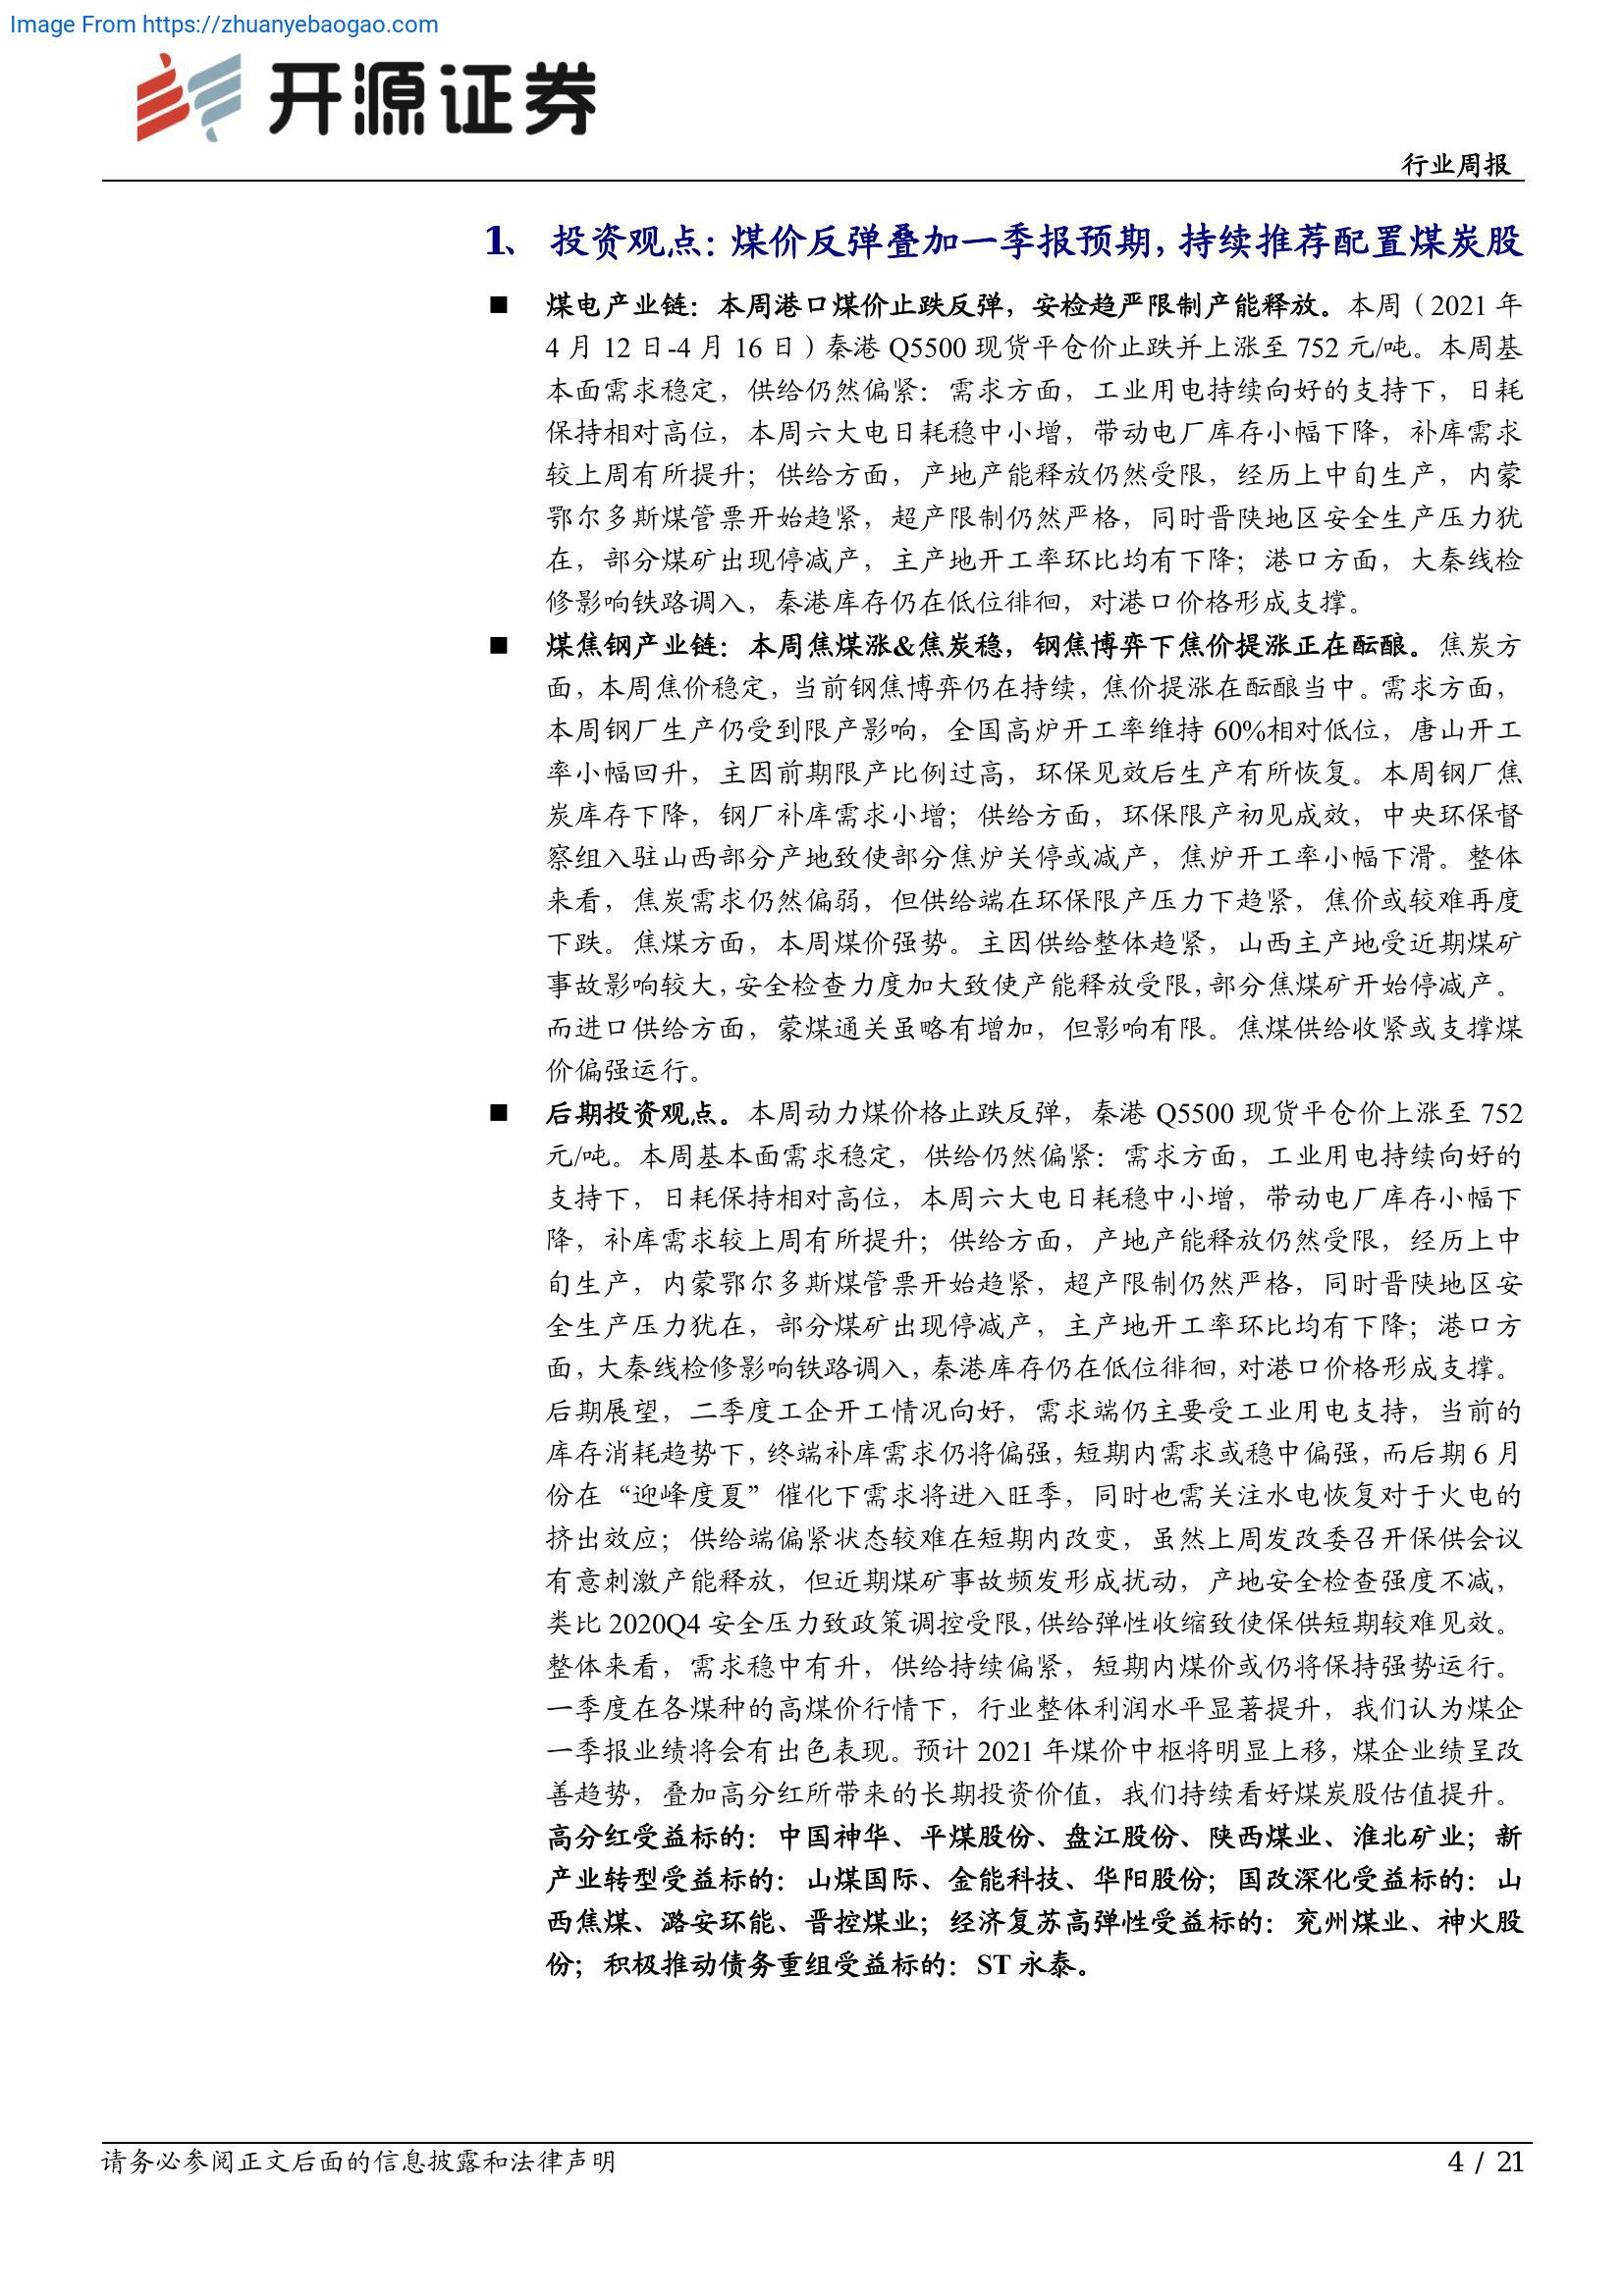 Image From https://zhuanyebaogao.com
开源证券
行业周报
1、 投资观点：煤价反弹叠加一季报预期，持续推荐配置煤炭股
■ 煤电产业链：本周港口煤价止跌反弹，安检趋严限制产能释放。本周（2021 年
4 月 12 日-4 月 16 日）秦港 Q5500 现货平仓价止跌并上涨至 752 元/吨。本周基
本面需求稳定，供给仍然偏紧：需求方面，工业用电持续向好的支持下，日耗
保持相对高位，本周六大电日耗稳中小增，带动电厂库存小幅下降，补库需求
较上周有所提升；供给方面，产地产能释放仍然受限，经历上中旬生产，内蒙
鄂尔多斯煤管票开始趋紧，超产限制仍然严格，同时晋陕地区安全生产压力犹
在，部分煤矿出现停减产，主产地开工率环比均有下降；港口方面，大秦线检
修影响铁路调入，秦港库存仍在低位徘徊，对港口价格形成支撑。
■ 煤焦钢产业链：本周焦煤涨&焦炭稳，钢焦博弈下焦价提涨正在酝酿。焦炭方
面，本周焦价稳定，当前钢焦博弈仍在持续，焦价提涨在酝酿当中。需求方面，
本周钢厂生产仍受到限产影响，全国高炉开工率维持 60%相对低位，唐山开工
率小幅回升，主因前期限产比例过高，环保见效后生产有所恢复。本周钢厂焦
炭库存下降，钢厂补库需求小增；供给方面，环保限产初见成效，中央环保督
察组入驻山西部分产地致使部分焦炉关停或减产，焦炉开工率小幅下滑。整体
来看，焦炭需求仍然偏弱，但供给端在环保限产压力下趋紧，焦价或较难再度
下跌。焦煤方面，本周煤价强势。主因供给整体趋紧，山西主产地受近期煤矿
事故影响较大，安全检查力度加大致使产能释放受限，部分焦煤矿开始停减产。
而进口供给方面，蒙煤通关虽略有增加，但影响有限。焦煤供给收紧或支撑煤
价偏强运行。
■ 后期投资观点。本周动力煤价格止跌反弹，秦港 Q5500 现货平仓价上涨至 752
元/吨。本周基本面需求稳定，供给仍然偏紧：需求方面，工业用电持续向好的
支持下，日耗保持相对高位，本周六大电日耗稳中小增，带动电厂库存小幅下
降，补库需求较上周有所提升；供给方面，产地产能释放仍然受限，经历上中
旬生产，内蒙鄂尔多斯煤管票开始趋紧，超产限制仍然严格，同时晋陕地区安
全生产压力犹在，部分煤矿出现停减产，主产地开工率环比均有下降；港口方
面，大秦线检修影响铁路调入，秦港库存仍在低位徘徊，对港口价格形成支撑。
后期展望，二季度工企开工情况向好，需求端仍主要受工业用电支持，当前的
库存消耗趋势下，终端补库需求仍将偏强，短期内需求或稳中偏强，而后期 6 月
份在“迎峰度夏”催化下需求将进入旺季，同时也需关注水电恢复对于火电的
挤出效应；供给端偏紧状态较难在短期内改变，虽然上周发改委召开保供会议
有意刺激产能释放，但近期煤矿事故频发形成扰动，产地安全检查强度不减，
类比 2020Q4 安全压力致政策调控受限，供给弹性收缩致使保供短期较难见效。
整体来看，需求稳中有升，供给持续偏紧，短期内煤价或仍将保持强势运行。
一季度在各煤种的高煤价行情下，行业整体利润水平显著提升，我们认为煤企
一季报业绩将会有出色表现。预计 2021 年煤价中枢将明显上移，煤企业绩呈改
善趋势，叠加高分红所带来的长期投资价值，我们持续看好煤炭股估值提升。
高分红受益标的：中国神华、平煤股份、盘江股份、陕西煤业、淮北矿业；新
产业转型受益标的：山煤国际、金能科技、华阳股份；国改深化受益标的：山
西焦煤、潞安环能、晋控煤业；经济复苏高弹性受益标的：兖州煤业、神火股
份；积极推动债务重组受益标的：ST 永泰。
请务必参阅正文后面的信息披露和法律声明
4 / 21